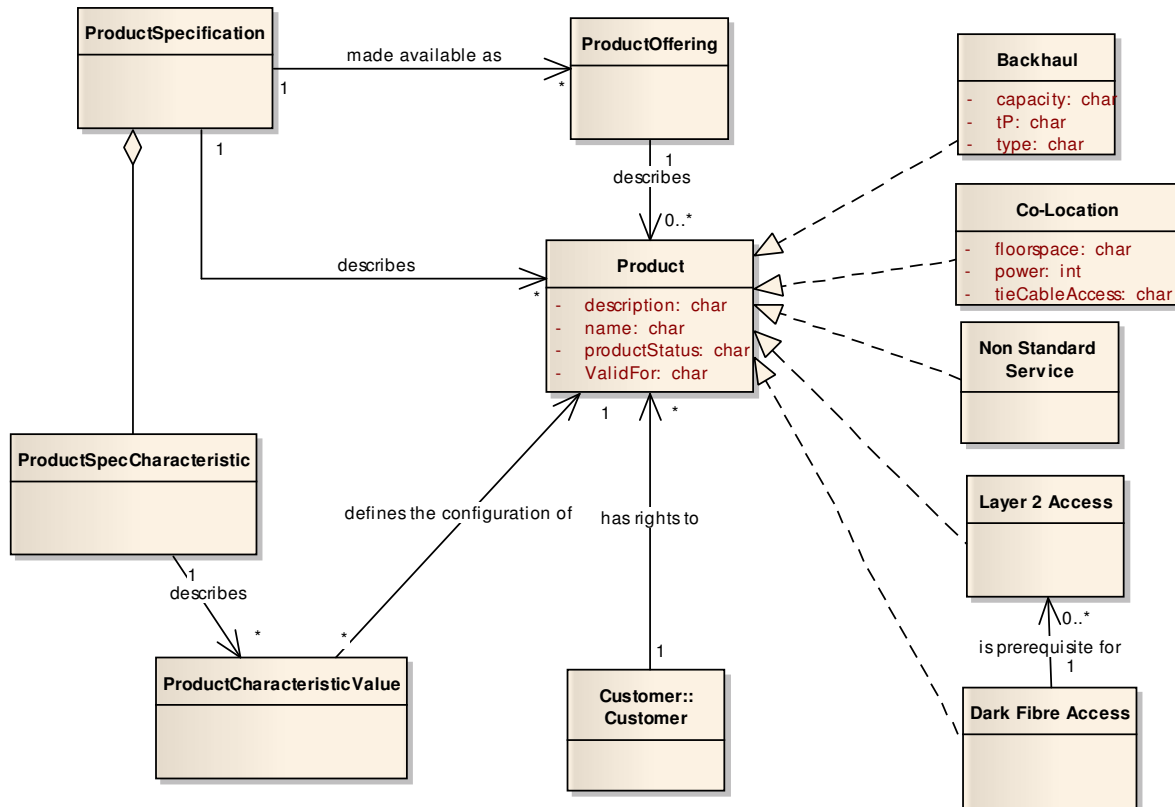 ProductSpecification
1
made available as
*
ProductOffering
1
describes
0..*
1
describes
*
Product
- description: char
- name: char
- productStatus: char
- ValidFor: char
Backhaul
- capacity: char
- tP: char
- type: char
Co-Location
- floorspace: char
- power: int
- tieCableAccess: char
Non Standard
Service
ProductSpecCharacteristic
1
describes
*
ProductCharacteristicValue
*
defines the configuration of
1
*
has rights to
1
Customer::
Customer
Layer 2 Access
0..*
is prerequisite for
1
Dark Fibre Access